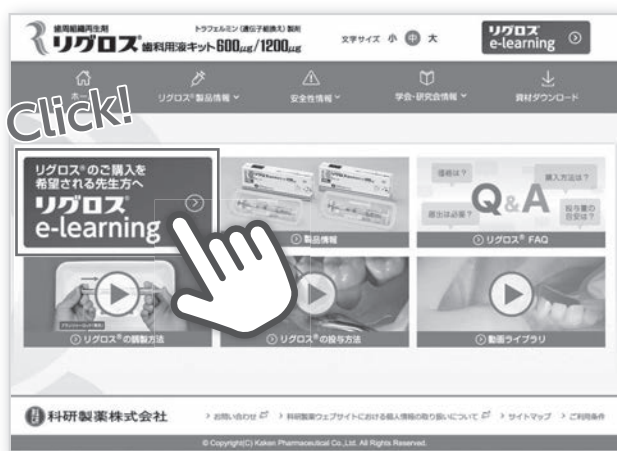 歯周組織再生剤
トラフェルミン(遺伝子組換え)製剤
リグロス® 歯科用液キット600μg/1200μg
文字サイズ 小 中 大
リグロス®
e-learning
ホーム
リグロス®製品情報
安全性情報
学会・研究会情報
資材ダウンロード
Click!
リグロス®のご購入を
希望される先生方へ
リグロス®
e-learning
製品情報
価格は?
購入方法は?
Q&A
届出は必要?
投与量の
目安は?
リグロス® FAQ
リグロス®の調製方法
リグロス®の投与方法
動画ライブラリ
科研製薬株式会社
お問い合わせ
科研製薬ウェブサイトにおける個人情報の取り扱いについて
サイトマップ
ご利用条件
© Copyright(C) Kaken Pharmaceutical Co.,Ltd. All Rights Reserved.